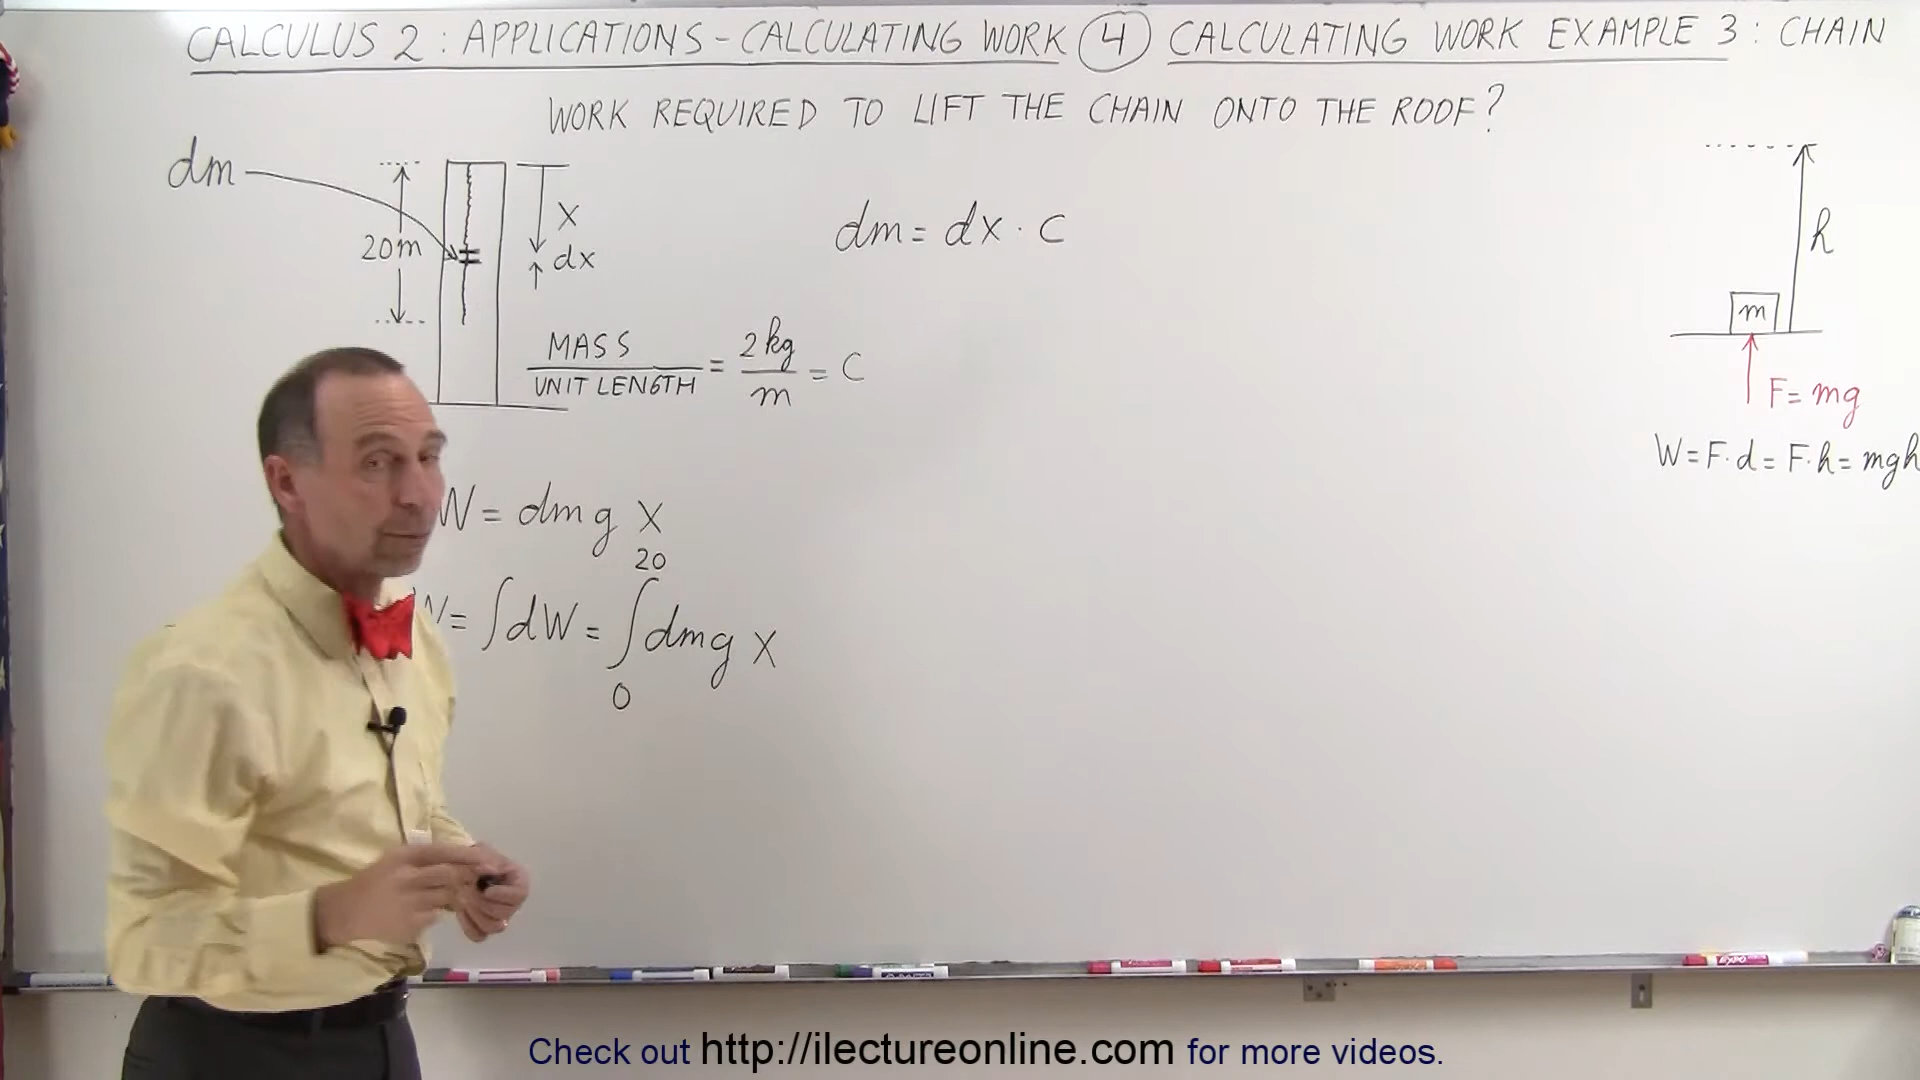 CALCULUS 2 : APPLICATIONS - CALCULATING WORK 4 CALCULATING WORK EXAMPLE 3 : CHAIN
WORK REQUIRED TO LIFT THE CHAIN ONTO THE ROOF?
dm
20m
X
dx
dm = dx · C
h
m
F = mg
W = F · d = F · h = mgh
MASS
UNIT LENGTH
= 2 kg
m
= C
W = dm g X
W = ∫dW = ∫dmg X
20
0
Check out http://ilectureonline.com for more videos.